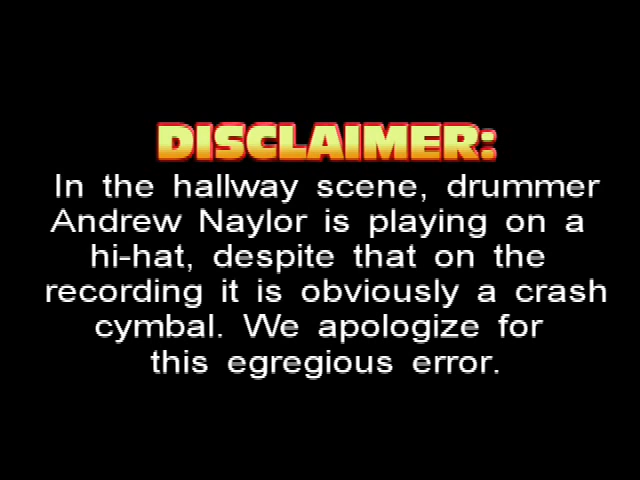 DISCLAIMER:
In the hallway scene, drummer
Andrew Naylor is playing on a
hi-hat, despite that on the
recording it is obviously a crash
cymbal. We apologize for
this egregious error.